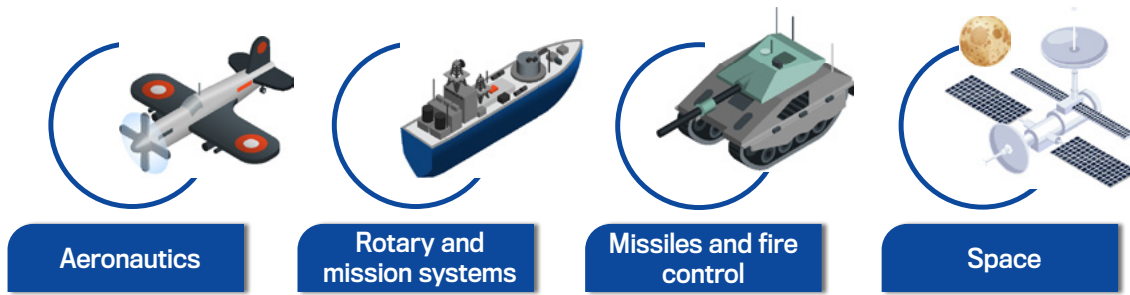 Aeronautics
Rotary and
mission systems
Missiles and fire
control
Space